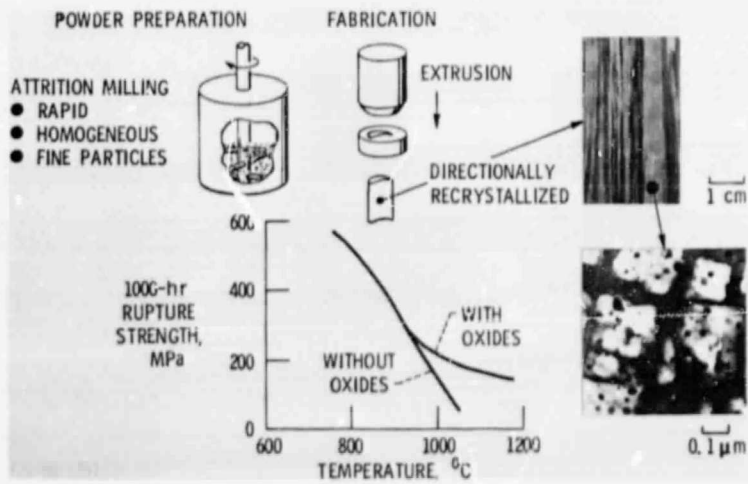 POWDER PREPARATION
FABRICATION
ATTRITION MILLING
● RAPID
● HOMOGENEOUS
● FINE PARTICLES
EXTRUSION
DIRECTIONALLY
RECRYSTALLIZED
1 cm
600
400
200
0
100G-hr
RUPTURE
STRENGTH,
MPa
WITH
OXIDES
WITHOUT
OXIDES
600
800
1000
1200
TEMPERATURE, °C
0.1 μm